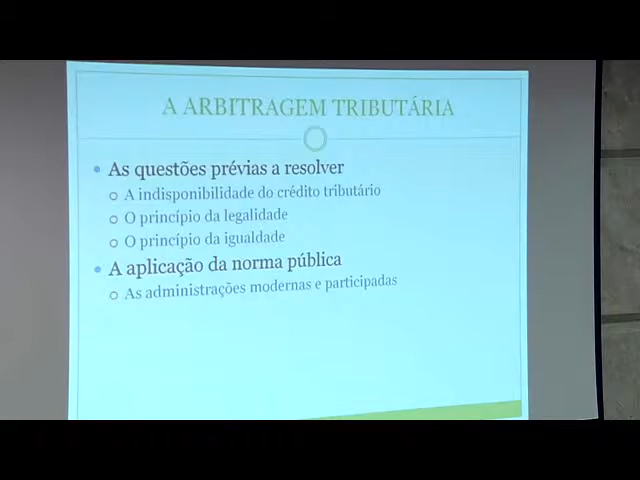 A ARBITRAGEM TRIBUTÁRIA
As questões prévias a resolver
A indisponibilidade do crédito tributário
O princípio da legalidade
O princípio da igualdade
A aplicação da norma pública
As administrações modernas e participadas